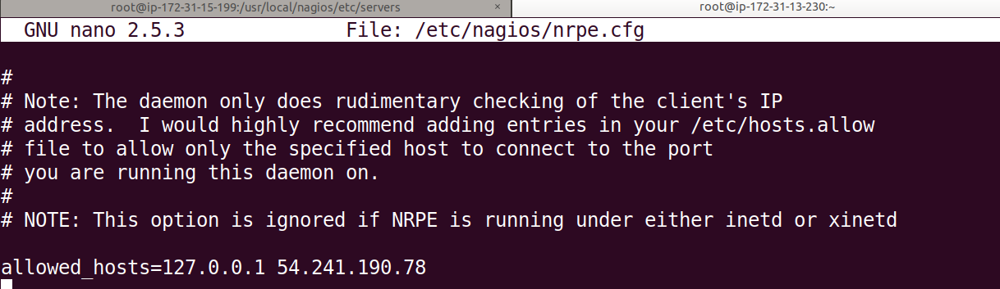 root@ip-172-31-15-199:/usr/local/nagios/etc/servers × root@ip-172-31-13-230:~
GNU nano 2.5.3 File: /etc/nagios/nrpe.cfg
#
# Note: The daemon only does rudimentary checking of the client's IP
# address.  I would highly recommend adding entries in your /etc/hosts.allow
# file to allow only the specified host to connect to the port
# you are running this daemon on.
#
# NOTE: This option is ignored if NRPE is running under either inetd or xinetd
allowed_hosts=127.0.0.1 54.241.190.78